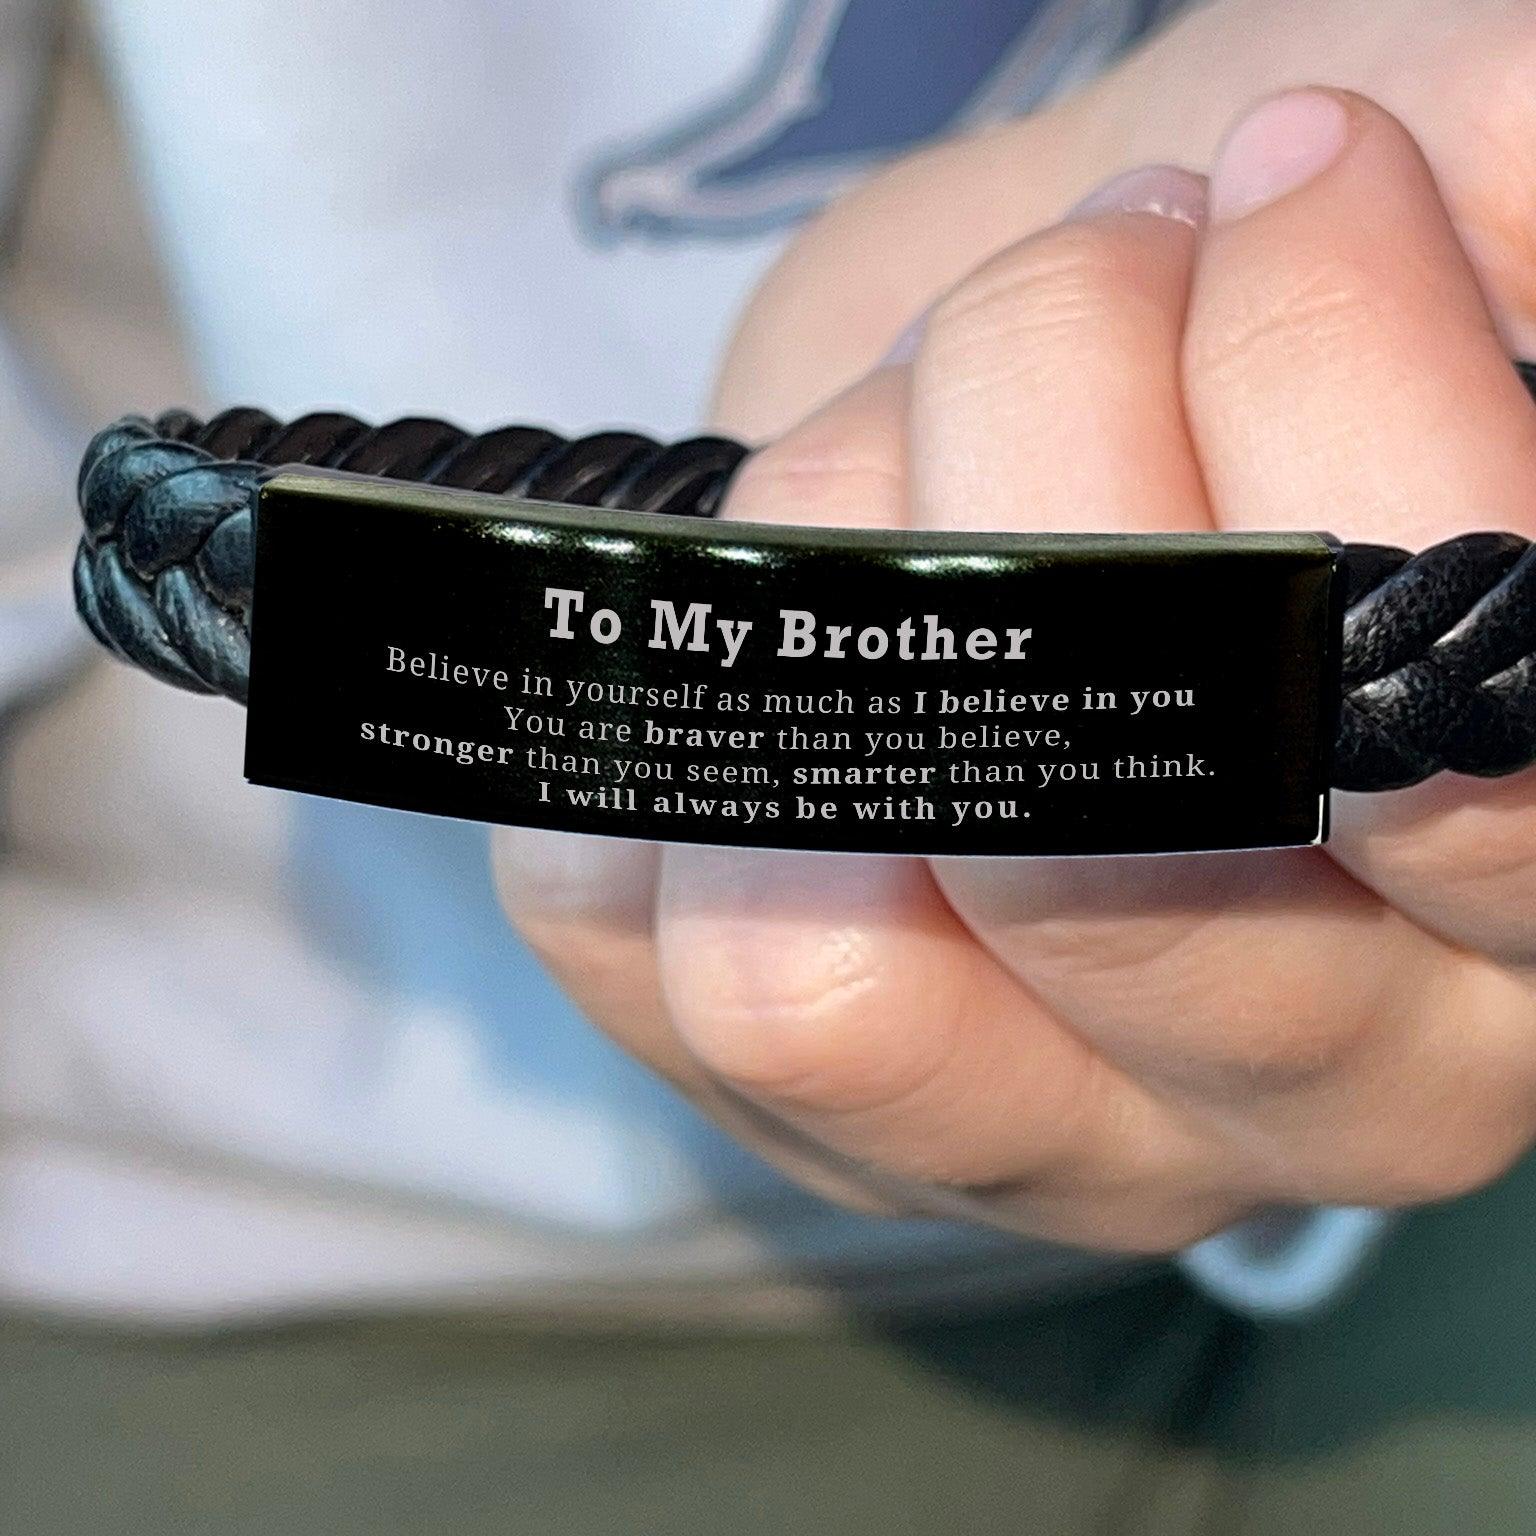 To My Brother
Believe in yourself as much as I believe in you
You are braver than you believe,
stronger than you seem, smarter than you think.
I will always be with you.